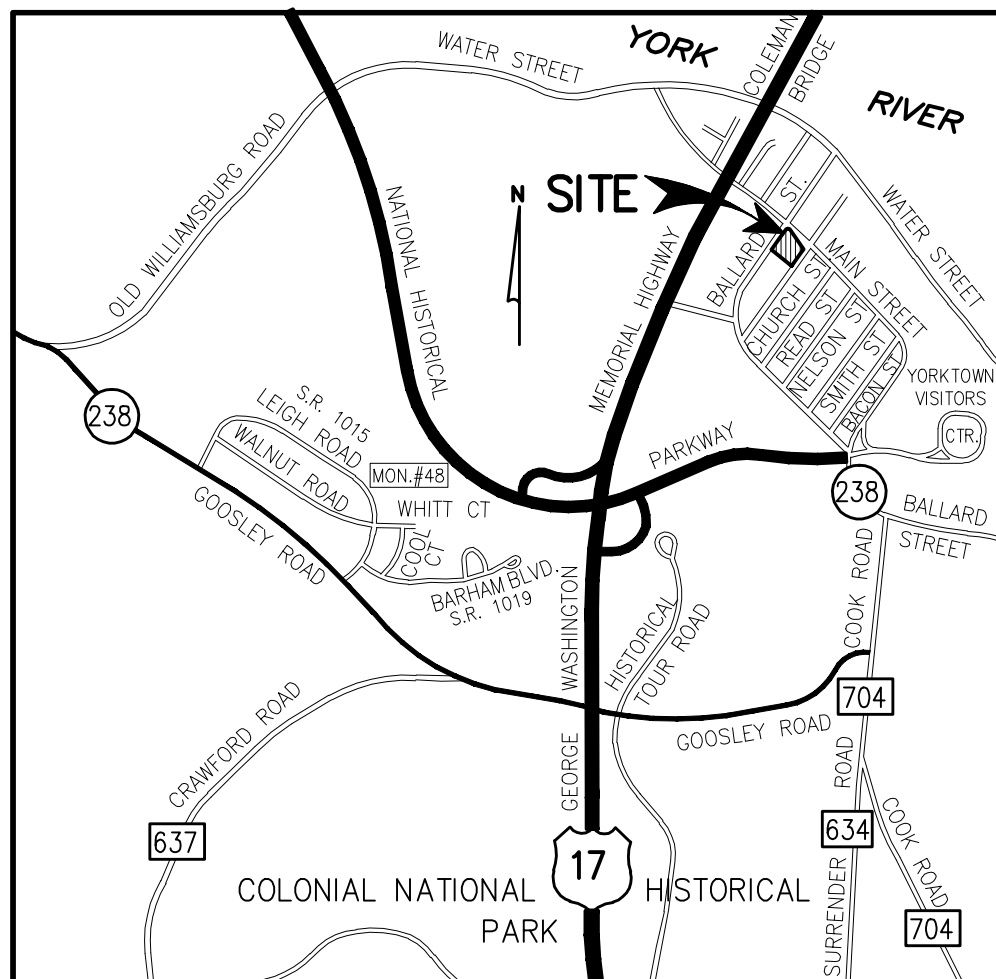 YORK
RIVER
COLEMAN
BRIDGE
WATER STREET
OLD WILLIAMSBURG ROAD
NATIONAL HISTORICAL
N
SITE
ST.
BALLARD
MEMORIAL HIGHWAY
WATER STREET
MAIN STREET
CHURCH ST
READ ST
NELSON ST
SMITH ST
BACON ST
YORKTOWN
VISITORS
CTR.
238
S.R. 1015
LEIGH ROAD
WALNUT ROAD
MON.#48
WHITT CT
COOL
CT
PARKWAY
238
BALLARD
STREET
GOOSLEY ROAD
BARHAM BLVD.
S.R. 1019
WASHINGTON
HISTORICAL
TOUR ROAD
COOK ROAD
704
GOOSLEY ROAD
CRAWFORD ROAD
GEORGE
ROAD
637
634
COOK ROAD
17
COLONIAL NATIONAL HISTORICAL
PARK
SURRENDER
704